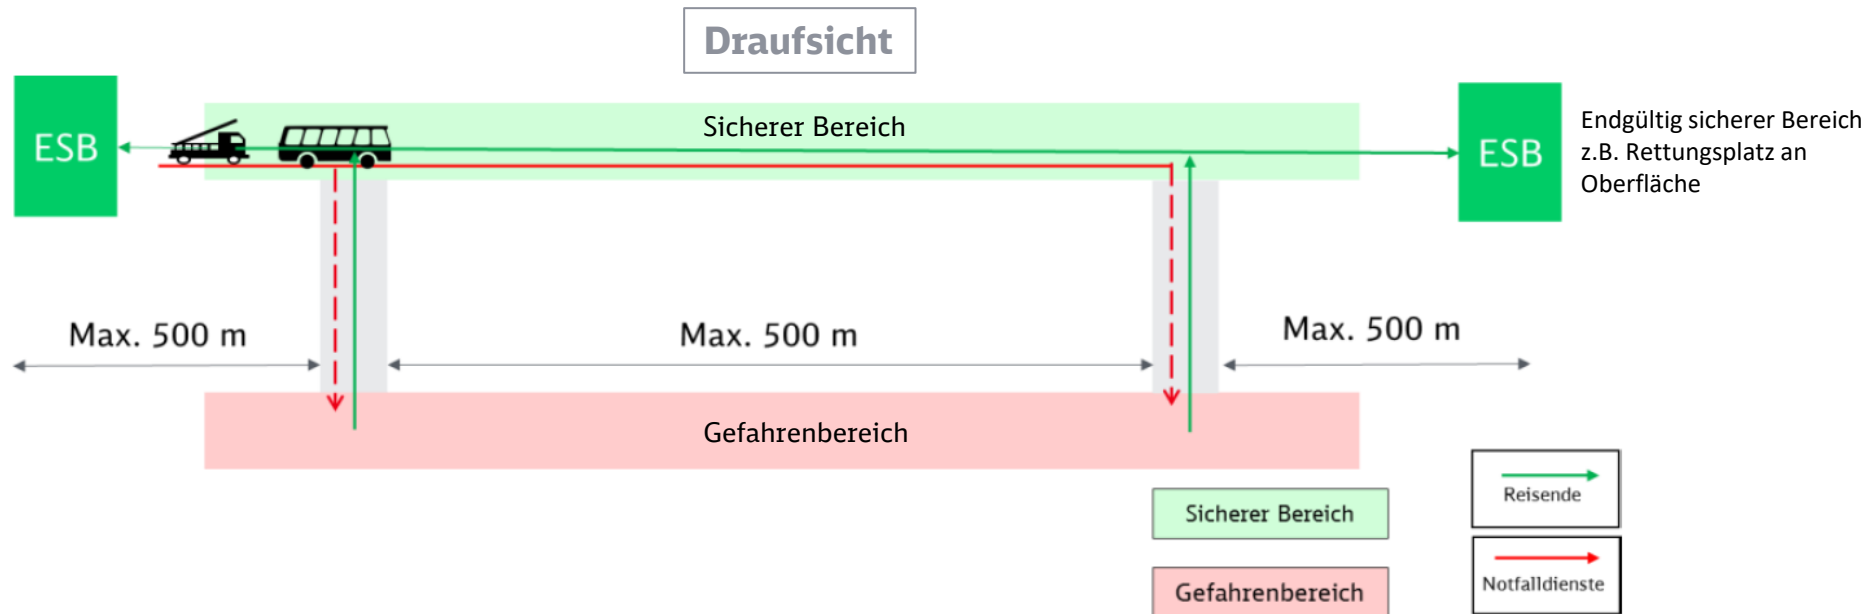 Draufsicht
ESB
Sicherer Bereich
ESB
Endgültig sicherer Bereich
z.B. Rettungsplatz an
Oberfläche
Max. 500 m
Max. 500 m
Max. 500 m
Gefahrenbereich
Sicherer Bereich
Reisende
Gefahrenbereich
Notfalldienste